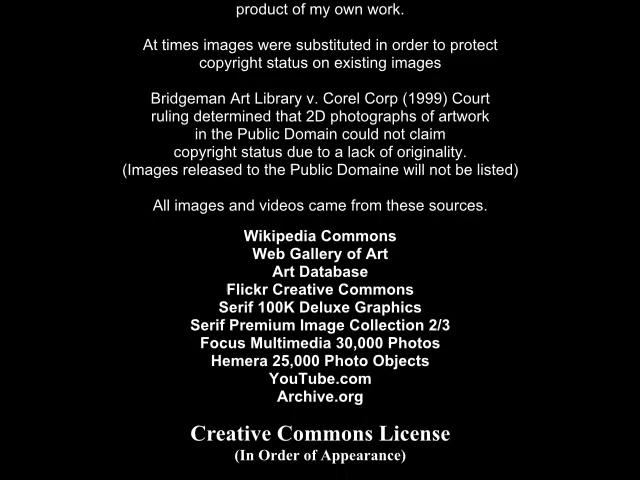 product of my own work.
At times images were substituted in order to protect
copyright status on existing images
Bridgeman Art Library v. Corel Corp (1999) Court
ruling determined that 2D photographs of artwork
in the Public Domain could not claim
copyright status due to a lack of originality.
(Images released to the Public Domaine will not be listed)
All images and videos came from these sources.
Wikipedia Commons
Web Gallery of Art
Art Database
Flickr Creative Commons
Serif 100K Deluxe Graphics
Serif Premium Image Collection 2/3
Focus Multimedia 30,000 Photos
Hemera 25,000 Photo Objects
YouTube.com
Archive.org
Creative Commons License
(In Order of Appearance)